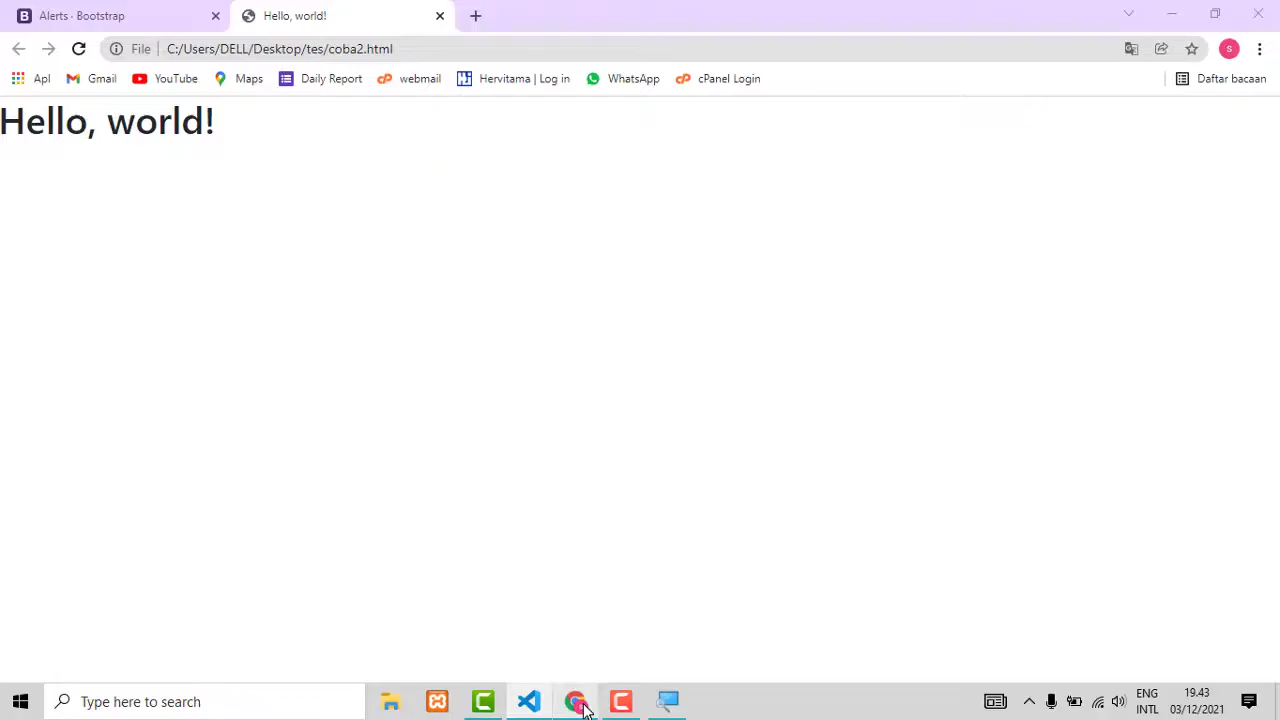 Alerts - Bootstrap
Hello, world!
File
C:/Users/DELL/Desktop/tes/coba2.html
S
Apl
Gmail
YouTube
Maps
Daily Report
webmail
Hervitama | Log in
WhatsApp
cPanel Login
Daftar bacaan
Hello, world!
Type here to search
ENG
INTL
19.43
03/12/2021